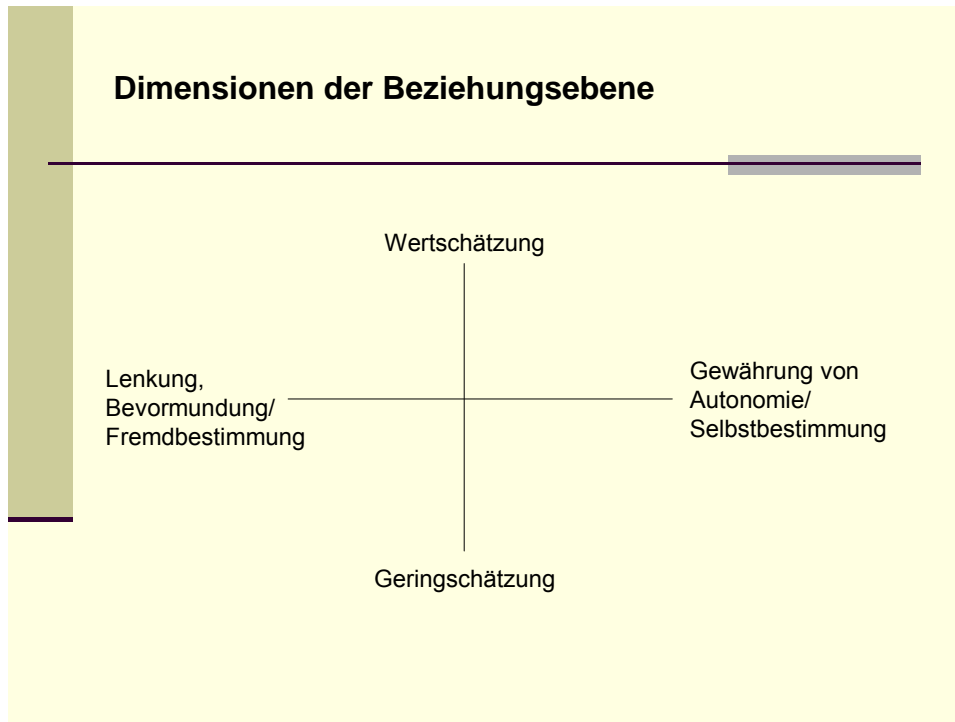 Dimensionen der Beziehungsebene
Wertschätzung
Lenkung,
Bevormundung/
Fremdbestimmung
Gewährung von
Autonomie/
Selbstbestimmung
Geringschätzung